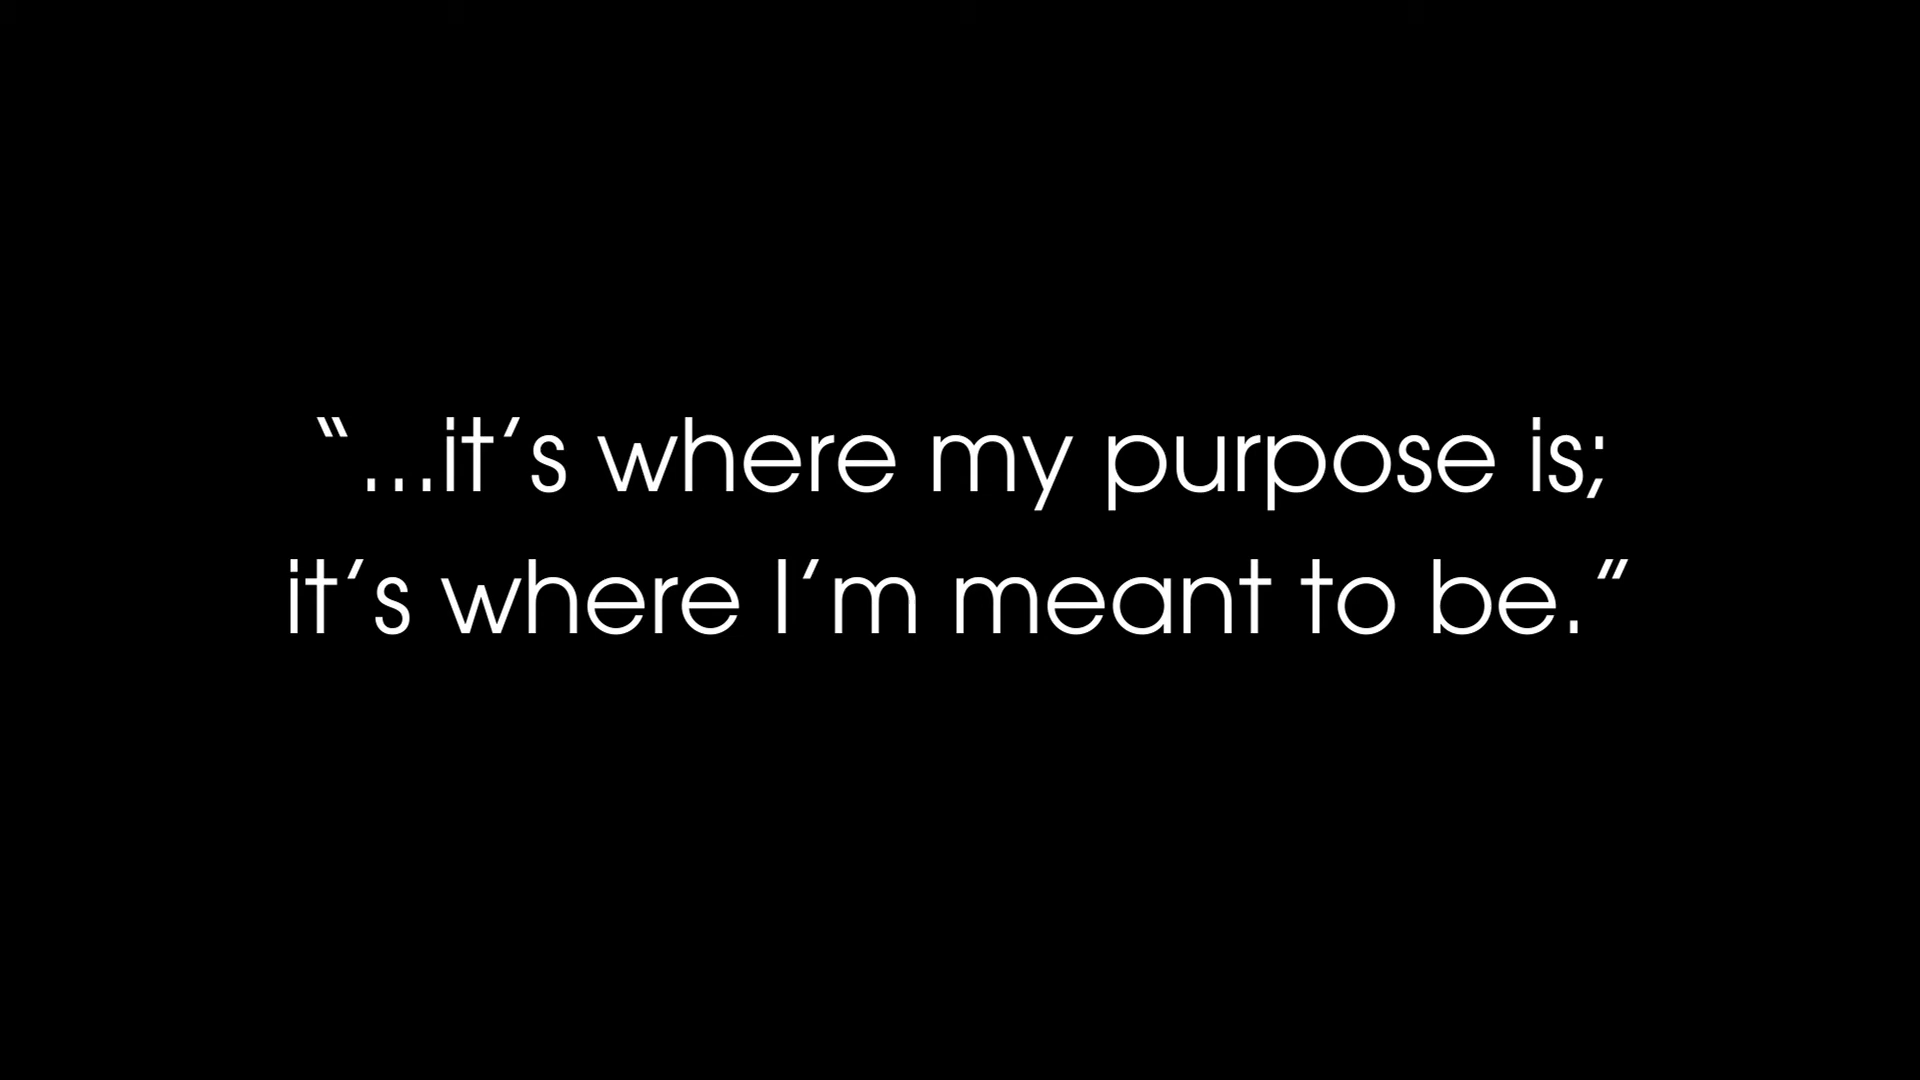 “...it’s where my purpose is;
it’s where I’m meant to be.”